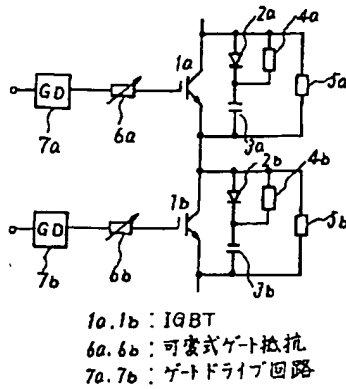 2a 4a
1a
GD
5a
7a
6a
3a
2b
4b
1b
GD
5b
7b
6b
3b
1a.1b : IGBT
6a.6b : 可変式ゲート抵抗
7a.7b : ゲートドライブ回路